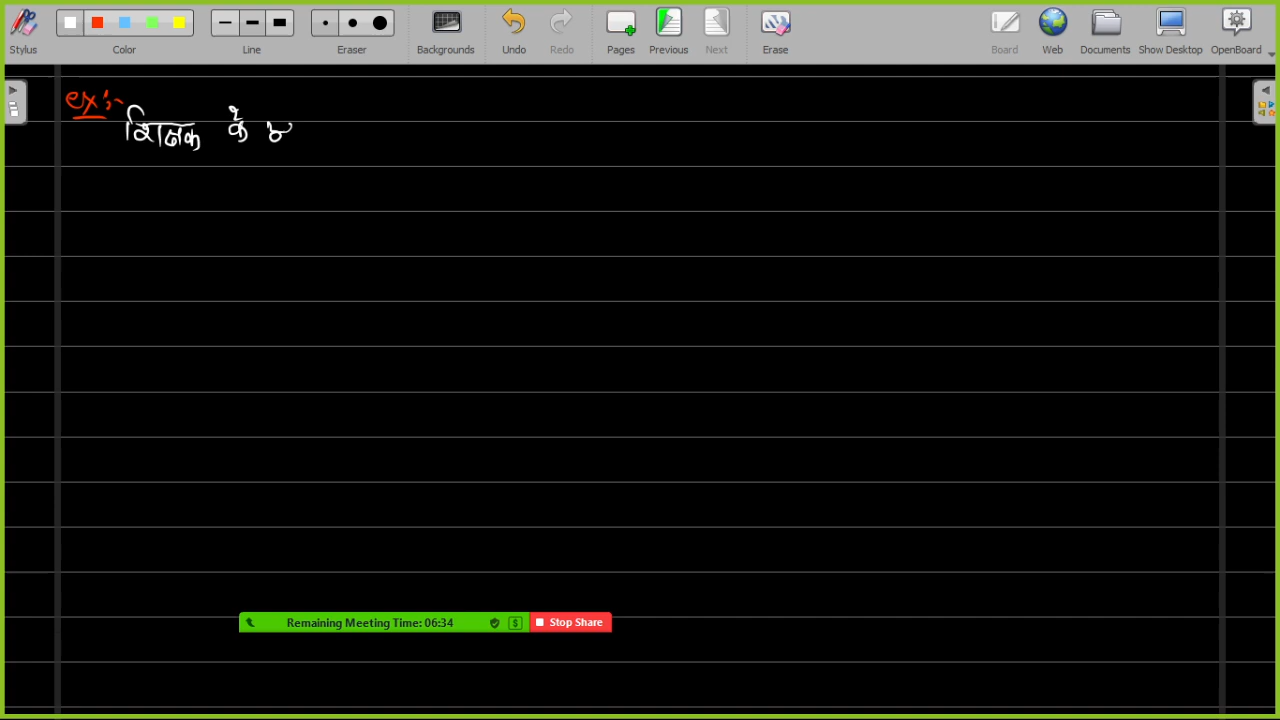 Stylus
Color
Line
Eraser
Backgrounds
Undo
Redo
Pages
Previous
Next
Erase
Board
Web
Documents
Show Desktop
OpenBoard
ex:-
शिक्षक के
Remaining Meeting Time: 06:34
$
Stop Share